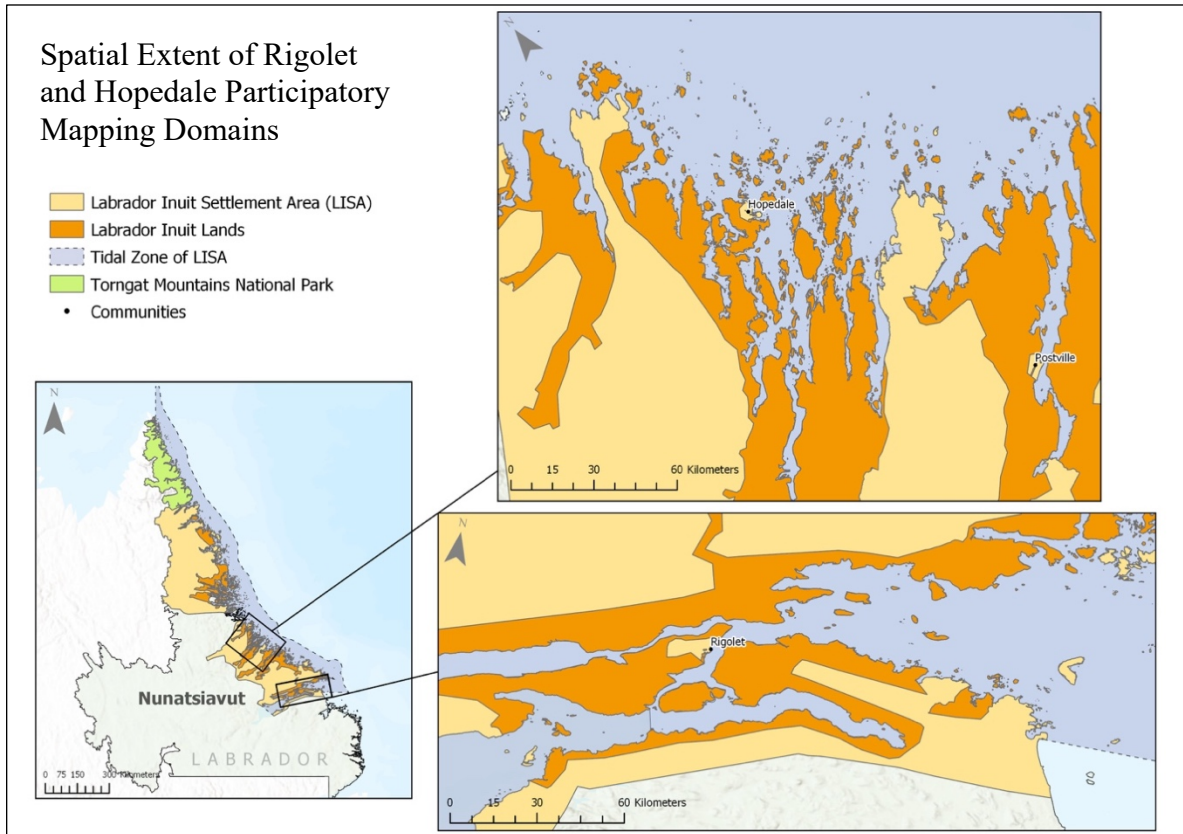 Spatial Extent of Rigolet
and Hopedale Participatory
Mapping Domains
Labrador Inuit Settlement Area (LISA)
Labrador Inuit Lands
Tidal Zone of LISA
Torngat Mountains National Park
Communities
N
Nunatsiavut
LABRADOR
0 75 150 300 Kilometers
N
Hopedale
Postville
0 15 30 60 Kilometers
N
Rigolet
0 15 30 60 Kilometers